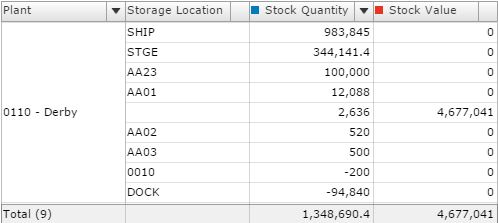 Plant Storage Location Stock Quantity Stock Value
SHIP 983,845 0
STGE 344,141.4 0
AA23 100,000 0
AA01 12,088 0
0110 - Derby 2,636 4,677,041
AA02 520 0
AA03 500 0
0010 -200 0
DOCK -94,840 0
Total (9) 1,348,690.4 4,677,041